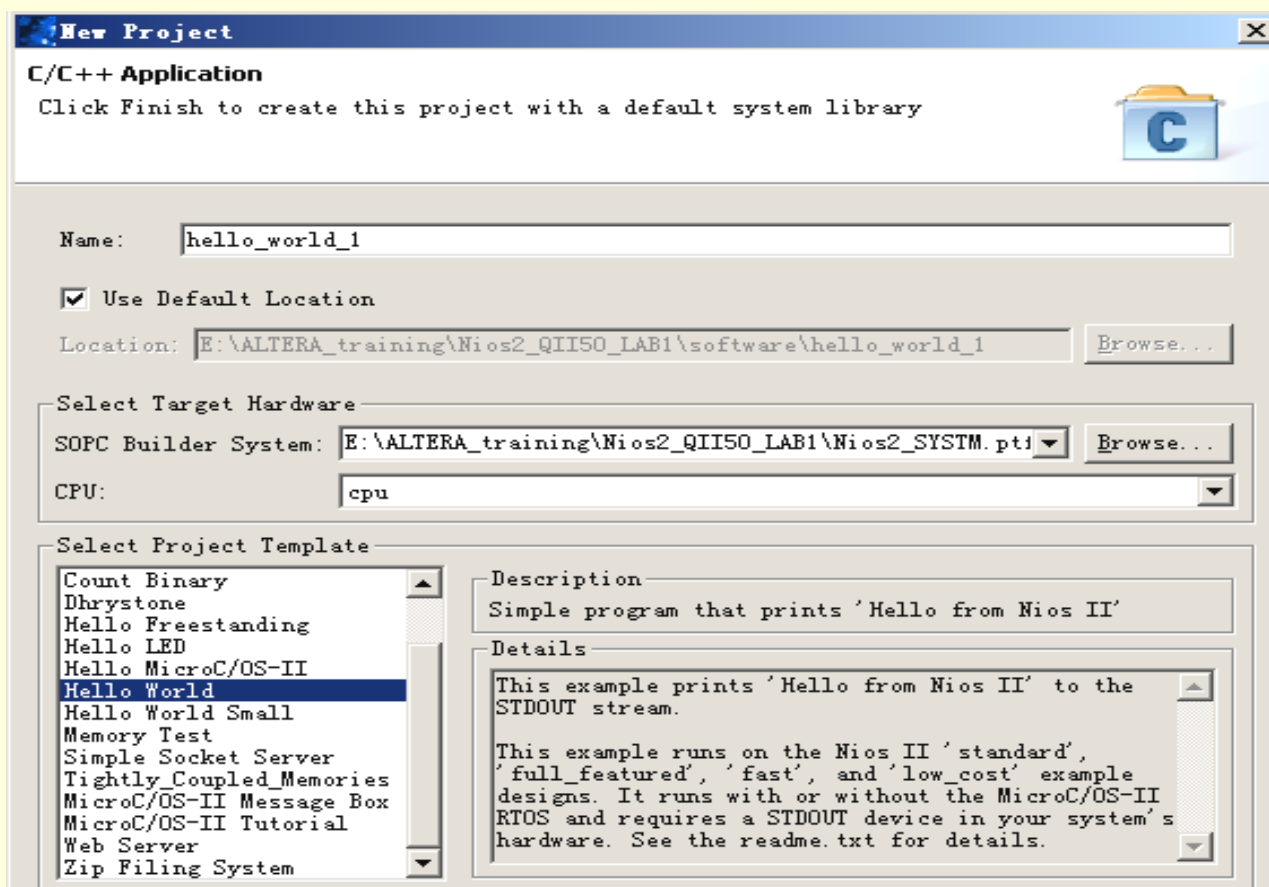 New Project
C/C++ Application
Click Finish to create this project with a default system library
Name: hello_world_1
Use Default Location
Location: E:\ALTERA_training\Nios2_QII50_LAB1\software\hello_world_1 Browse...
Select Target Hardware
SOPC Builder System: E:\ALTERA_training\Nios2_QII50_LAB1\Nios2_SYSTM.ptf Browse...
CPU: cpu
Select Project Template
Count Binary
Dhrystone
Hello Freestanding
Hello LED
Hello MicroC/OS-II
Hello World
Hello World Small
Memory Test
Simple Socket Server
Tightly_Coupled_Memories
MicroC/OS-II Message Box
MicroC/OS-II Tutorial
Web Server
Zip Filing System
Description
Simple program that prints 'Hello from Nios II'
Details
This example prints 'Hello from Nios II' to the
STDOUT stream.
This example runs on the Nios II 'standard',
'full_featured', 'fast', and 'low_cost' example
designs. It runs with or without the MicroC/OS-II
RTOS and requires a STDOUT device in your system's
hardware. See the readme.txt for details.